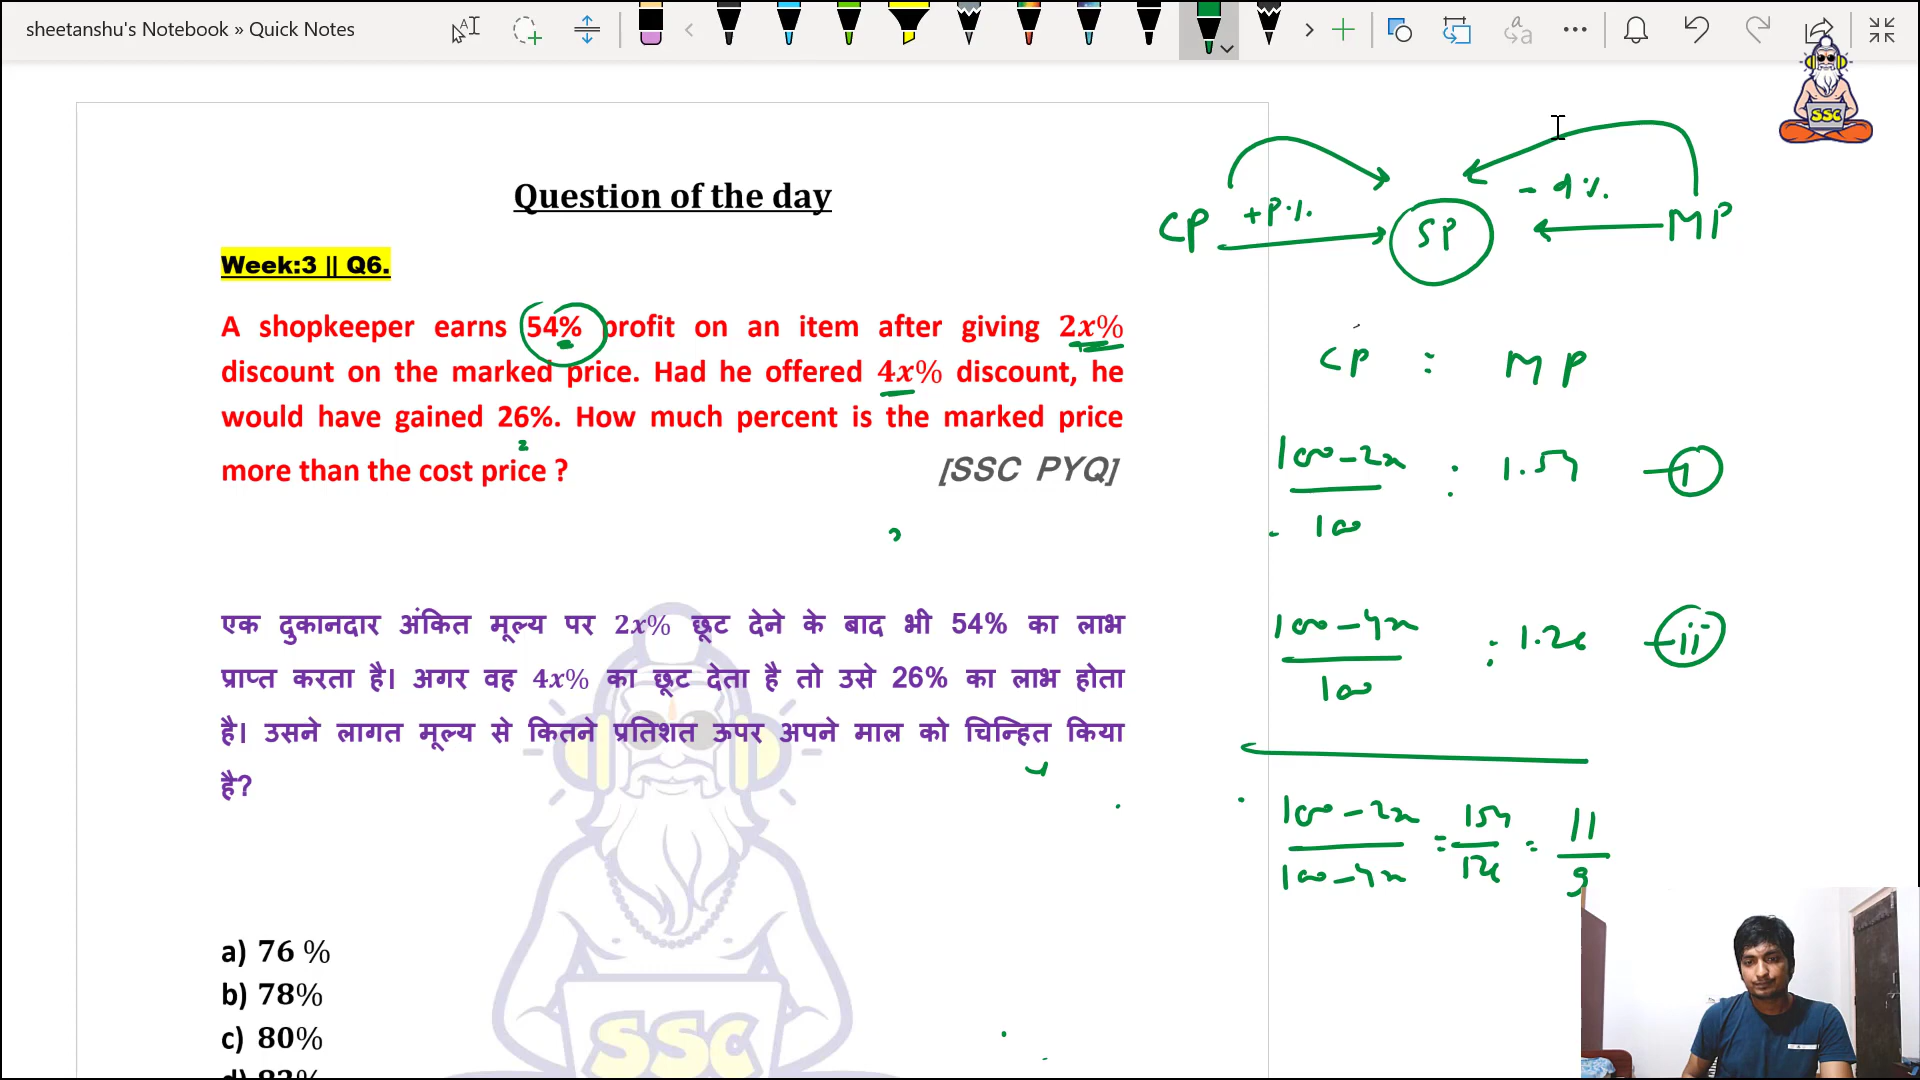 sheetanshu's Notebook » Quick Notes
SSC
Question of the day
Week:3 || Q6.
A shopkeeper earns 54% profit on an item after giving 2x%
discount on the marked price. Had he offered 4x% discount, he
would have gained 26%. How much percent is the marked price
more than the cost price ?
[SSC PYQ]
एक दुकानदार अंकित मूल्य पर 2x% छूट देने के बाद भी 54% का लाभ
प्राप्त करता है। अगर वह 4x% का छूट देता है तो उसे 26% का लाभ होता
है। उसने लागत मूल्य से कितने प्रतिशत ऊपर अपने माल को चिन्हित किया
है?
a) 76 %
b) 78%
c) 80%
SSC
CP +P% SP - d% MP
CP : MP
100-2x / 100 : 1.54 - i
100-4x / 100 : 1.26 - ii
100-2x / 100-4x = 154 / 126 = 11 / 9